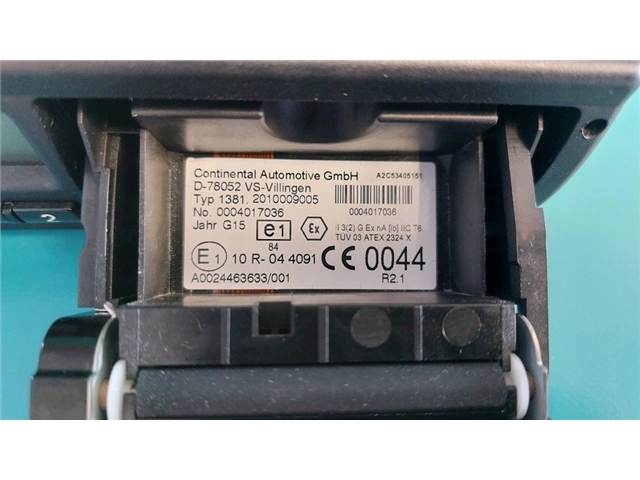 Continental Automotive GmbH A2C53405151
D-78052 VS-Villingen
Typ 1381. 2010009005
No. 0004017036 0004017036
Jahr G15 e1 Ex II 3(2) G Ex nA [ib] IIC T6
84 TÜV 03 ATEX 2324 X
E1 10 R- 04 4091 CE 0044
A0024463633/001 R2.1
2